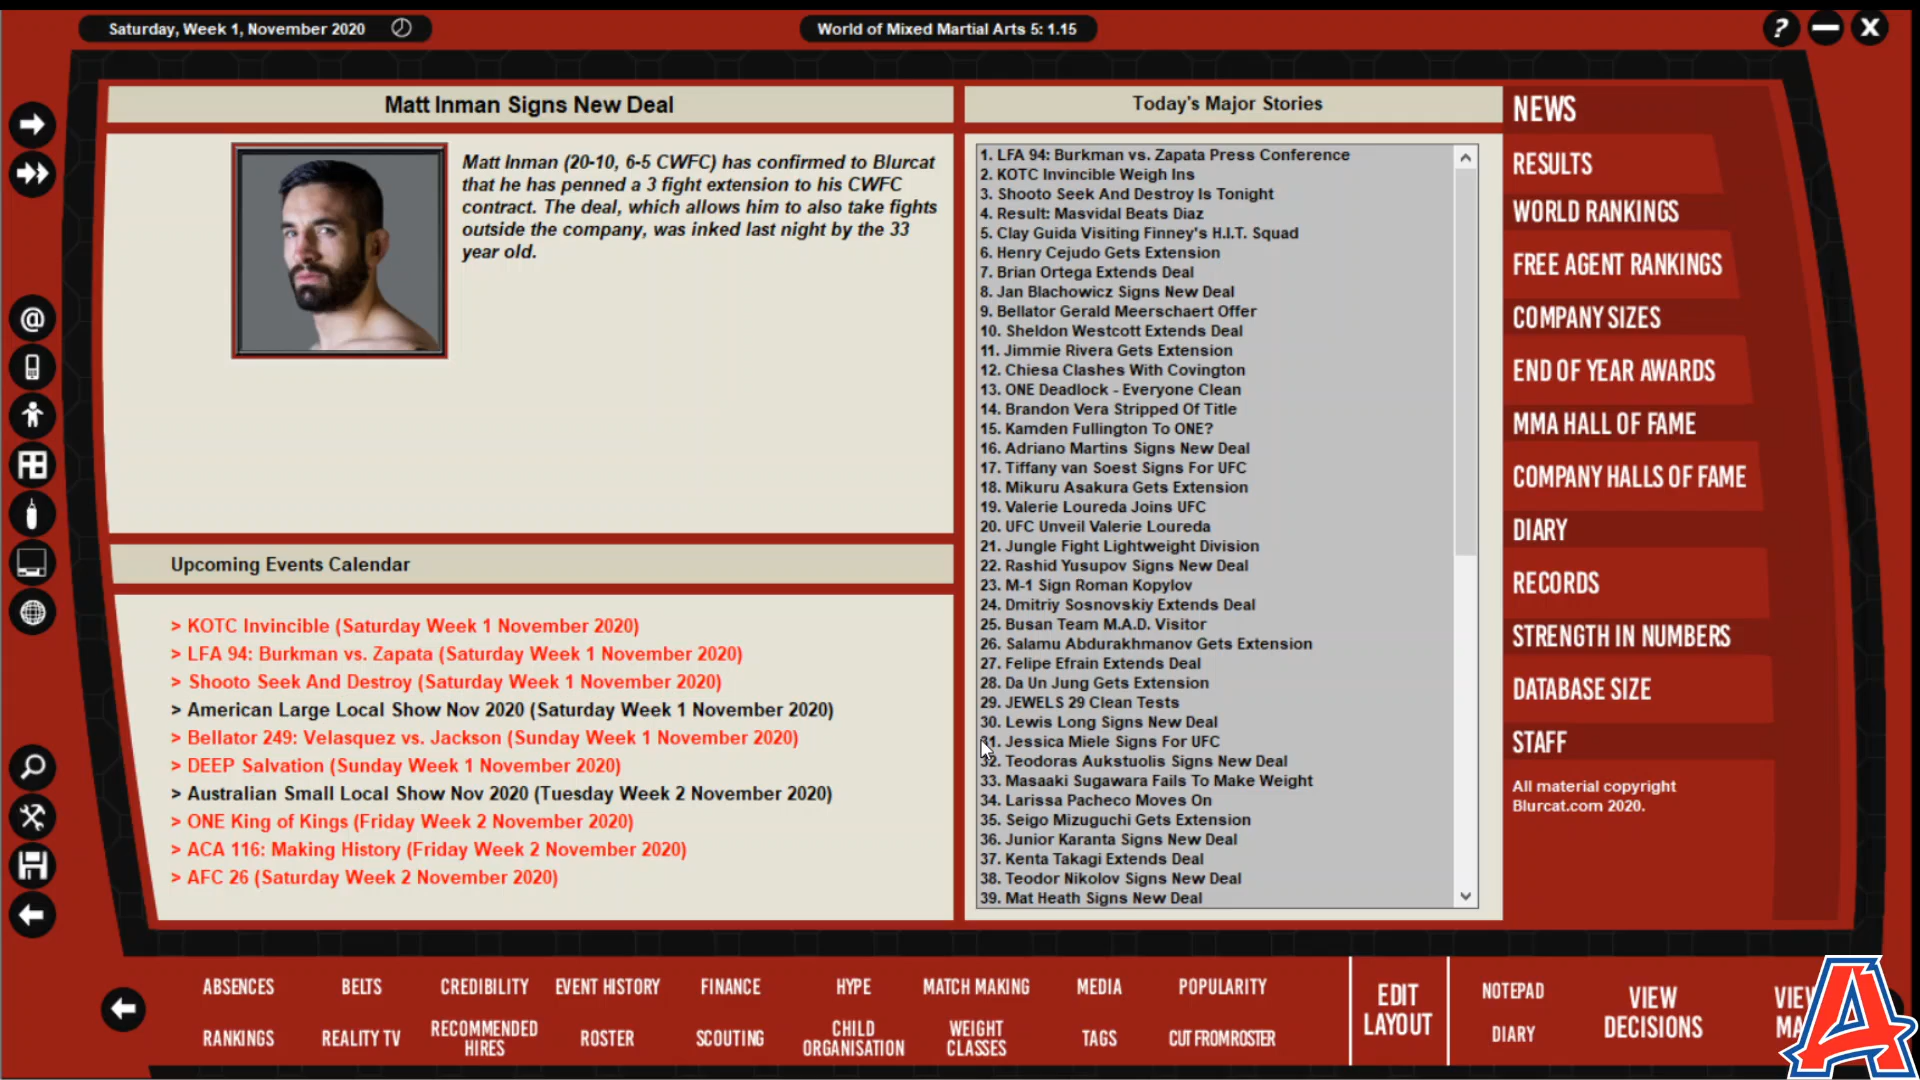 Saturday, Week 1, November 2020
World of Mixed Martial Arts 5: 1.15
?
X
Matt Inman Signs New Deal
Matt Inman (20-10, 6-5 CWFC) has confirmed to Blurcat
that he has penned a 3 fight extension to his CWFC
contract. The deal, which allows him to also take fights
outside the company, was inked last night by the 33
year old.
Upcoming Events Calendar
> KOTC Invincible (Saturday Week 1 November 2020)
> LFA 94: Burkman vs. Zapata (Saturday Week 1 November 2020)
> Shooto Seek And Destroy (Saturday Week 1 November 2020)
> American Large Local Show Nov 2020 (Saturday Week 1 November 2020)
> Bellator 249: Velasquez vs. Jackson (Sunday Week 1 November 2020)
> DEEP Salvation (Sunday Week 1 November 2020)
> Australian Small Local Show Nov 2020 (Tuesday Week 2 November 2020)
> ONE King of Kings (Friday Week 2 November 2020)
> ACA 116: Making History (Friday Week 2 November 2020)
> AFC 26 (Saturday Week 2 November 2020)
Today's Major Stories
1. LFA 94: Burkman vs. Zapata Press Conference
2. KOTC Invincible Weigh Ins
3. Shooto Seek And Destroy Is Tonight
4. Result: Masvidal Beats Diaz
5. Clay Guida Visiting Finney's H.I.T. Squad
6. Henry Cejudo Gets Extension
7. Brian Ortega Extends Deal
8. Jan Blachowicz Signs New Deal
9. Bellator Gerald Meerschaert Offer
10. Sheldon Westcott Extends Deal
11. Jimmie Rivera Gets Extension
12. Chiesa Clashes With Covington
13. ONE Deadlock - Everyone Clean
14. Brandon Vera Stripped Of Title
15. Kamden Fullington To ONE?
16. Adriano Martins Signs New Deal
17. Tiffany van Soest Signs For UFC
18. Mikuru Asakura Gets Extension
19. Valerie Loureda Joins UFC
20. UFC Unveil Valerie Loureda
21. Jungle Fight Lightweight Division
22. Rashid Yusupov Signs New Deal
23. M-1 Sign Roman Kopylov
24. Dmitriy Sosnovskiy Extends Deal
25. Busan Team M.A.D. Visitor
26. Salamu Abdurakhmanov Gets Extension
27. Felipe Efrain Extends Deal
28. Da Un Jung Gets Extension
29. JEWELS 29 Clean Tests
30. Lewis Long Signs New Deal
31. Jessica Miele Signs For UFC
32. Teodoras Aukstuolis Signs New Deal
33. Masaaki Sugawara Fails To Make Weight
34. Larissa Pacheco Moves On
35. Seigo Mizuguchi Gets Extension
36. Junior Karanta Signs New Deal
37. Kenta Takagi Extends Deal
38. Teodor Nikolov Signs New Deal
39. Mat Heath Signs New Deal
NEWS
RESULTS
WORLD RANKINGS
FREE AGENT RANKINGS
COMPANY SIZES
END OF YEAR AWARDS
MMA HALL OF FAME
COMPANY HALLS OF FAME
DIARY
RECORDS
STRENGTH IN NUMBERS
DATABASE SIZE
STAFF
All material copyright
Blurcat.com 2020.
@
ABSENCES BELTS CREDIBILITY EVENT HISTORY FINANCE HYPE MATCH MAKING MEDIA POPULARITY
RANKINGS REALITY TV RECOMMENDED HIRES ROSTER SCOUTING CHILD ORGANISATION WEIGHT CLASSES TAGS CUT FROM ROSTER
EDIT
LAYOUT
NOTEPAD
DIARY
VIEW
DECISIONS
A